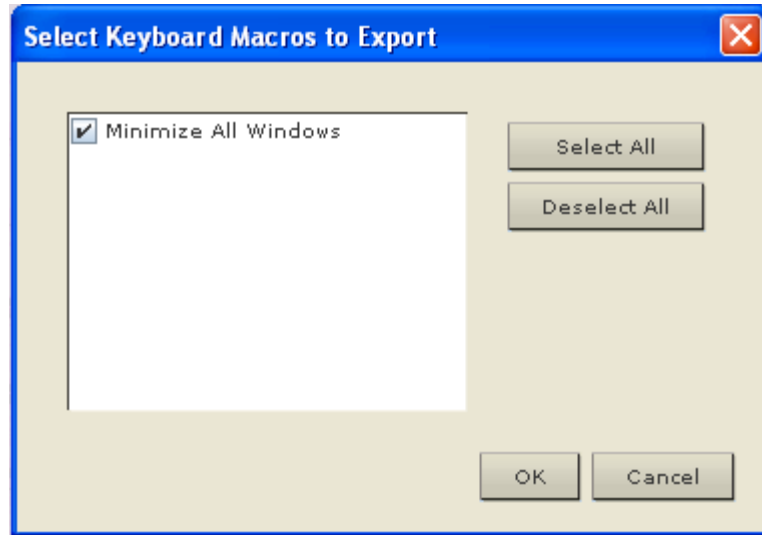 Select Keyboard Macros to Export
Minimize All Windows
Select All
Deselect All
OK
Cancel